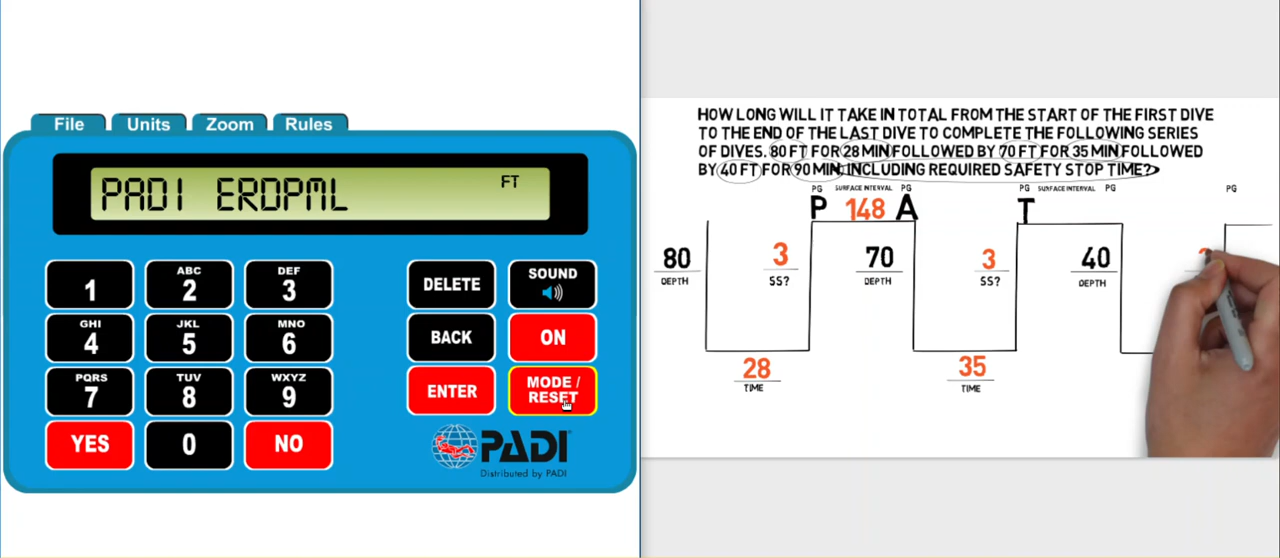 File Units Zoom Rules
PADI ERDPML FT
1 ABC 2 DEF 3 DELETE SOUND
GHI 4 JKL 5 MNO 6 BACK ON
PQRS 7 TUV 8 WXYZ 9 ENTER MODE / RESET
YES 0 NO
PADI
Distributed by PADI
HOW LONG WILL IT TAKE IN TOTAL FROM THE START OF THE FIRST DIVE
TO THE END OF THE LAST DIVE TO COMPLETE THE FOLLOWING SERIES
OF DIVES. 80 FT FOR 28 MIN FOLLOWED BY 70 FT FOR 35 MIN FOLLOWED
BY 40 FT FOR 90 MIN, INCLUDING REQUIRED SAFETY STOP TIME?
PG SURFACE INTERVAL PG PG SURFACE INTERVAL PG PG
P 148 A T
80 3 70 3 40
DEPTH SS? DEPTH SS? DEPTH
28 35
TIME TIME